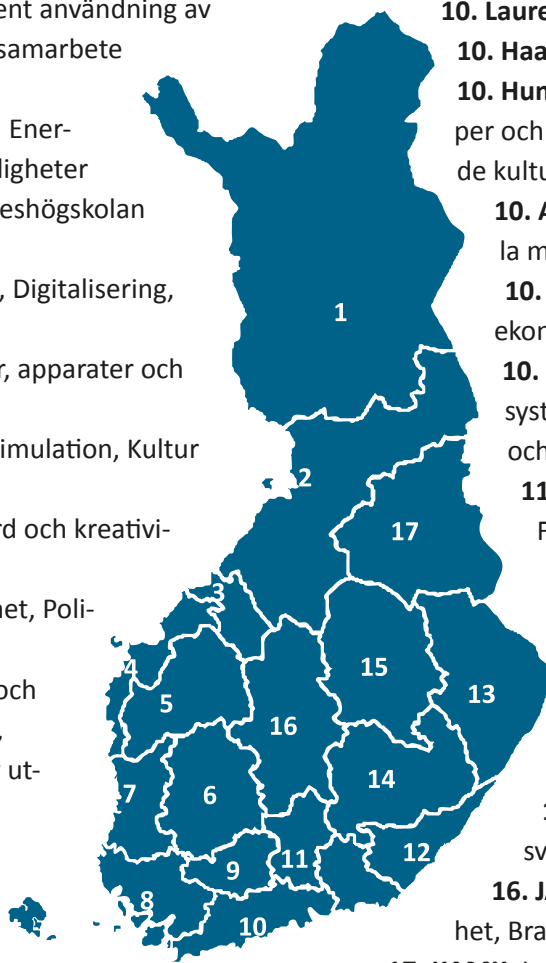 ent användning av
samarbete
Ener-
ligheter
eshögskolan
, Digitalisering,
, apparater och
imulation, Kultur
rd och kreativi-
het, Poli-
och
ut-
10. Laure
10. Haa
10. Hum
per och
de kultu
10. A
la m
10.
ekon
10.
syst
och
11
F
sv
16. JA
het, Bra
1
2
17
3
4
5
15
13
16
14
7
6
12
11
9
8
10